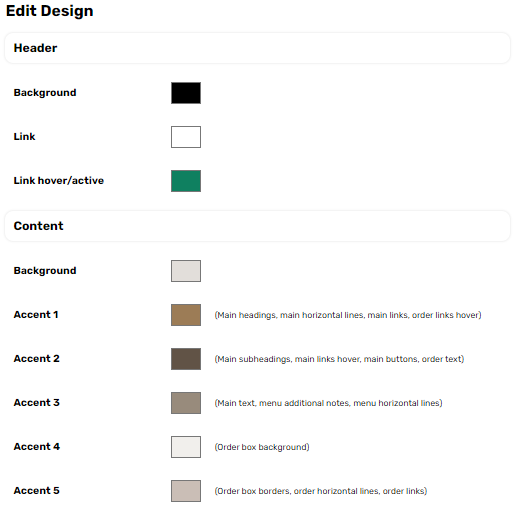 Edit Design
Header
Background
Link
Link hover/active
Content
Background
Accent 1 (Main headings, main horizontal lines, main links, order links hover)
Accent 2 (Main subheadings, main links hover, main buttons, order text)
Accent 3 (Main text, menu additional notes, menu horizontal lines)
Accent 4 (Order box background)
Accent 5 (Order box borders, order horizontal lines, order links)